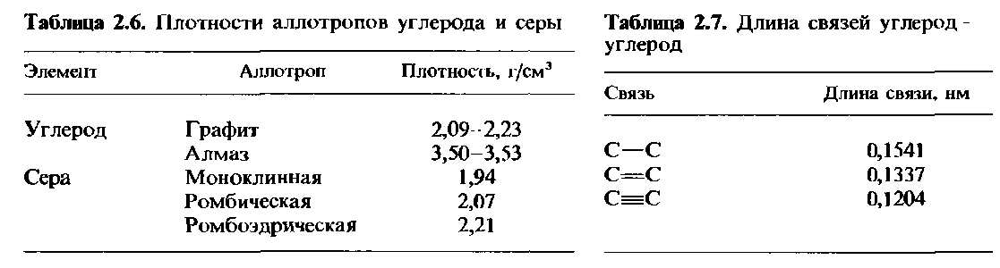 Таблица 2.6. Плотности аллотропов углерода и серы
Элемент Аллотроп Плотность, г/см³
Углерод Графит 2,09–2,23
Алмаз 3,50–3,53
Сера Моноклинная 1,94
Ромбическая 2,07
Ромбоэдрическая 2,21
Таблица 2.7. Длина связей углерод -
углерод
Связь Длина связи, нм
C—C 0,1541
C=C 0,1337
C≡C 0,1204